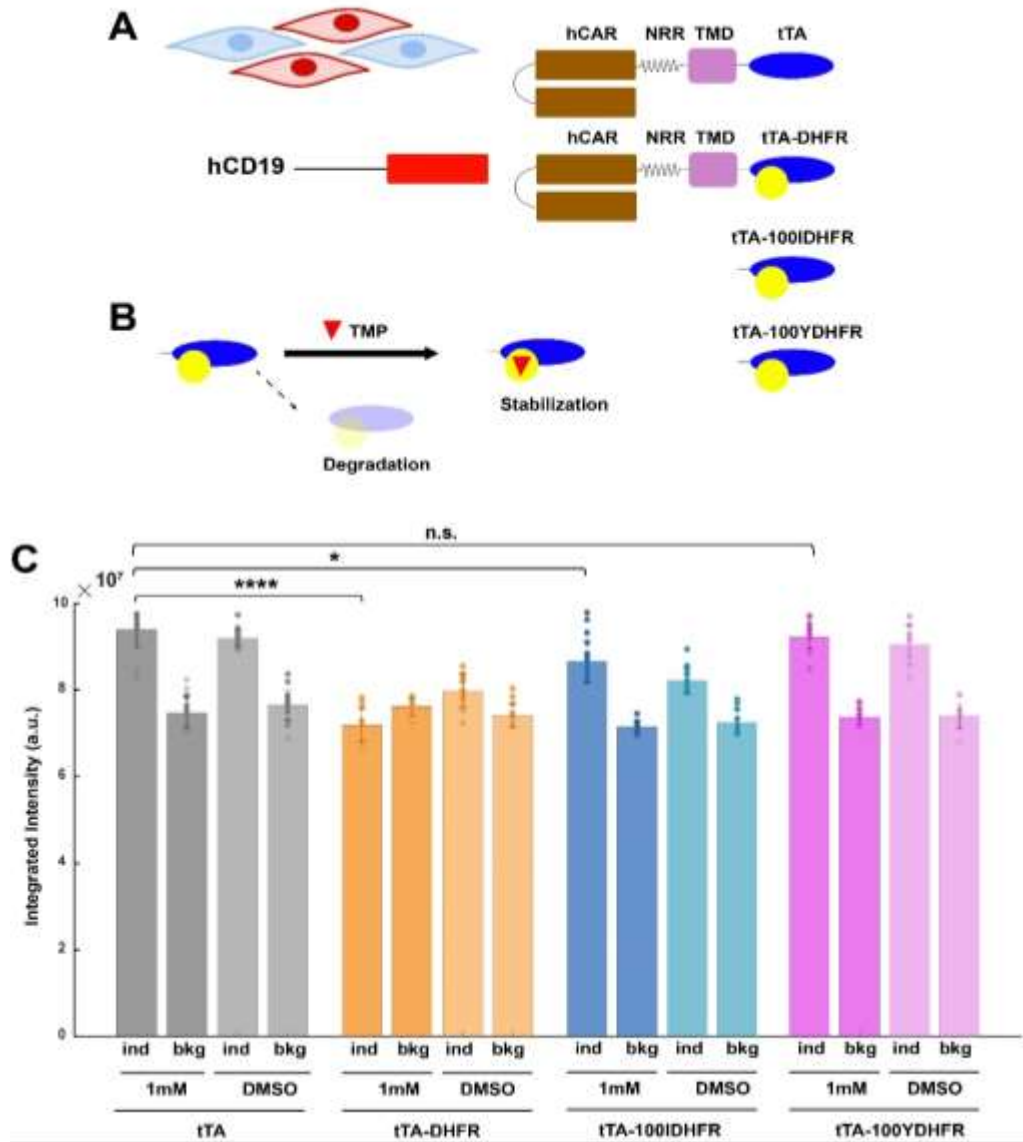 A
hCAR NRR TMD tTA
hCD19
hCAR NRR TMD tTA-DHFR
tTA-100IDHFR
B
TMP
tTA-100YDHFR
Stabilization
Degradation
C
n.s.
*
****
× 10⁷
Integrated Intensity (a.u.)
10
8
6
4
2
0
ind bkg ind bkg ind bkg ind bkg ind bkg ind bkg ind bkg ind bkg
1mM DMSO 1mM DMSO 1mM DMSO 1mM DMSO
tTA tTA-DHFR tTA-100IDHFR tTA-100YDHFR